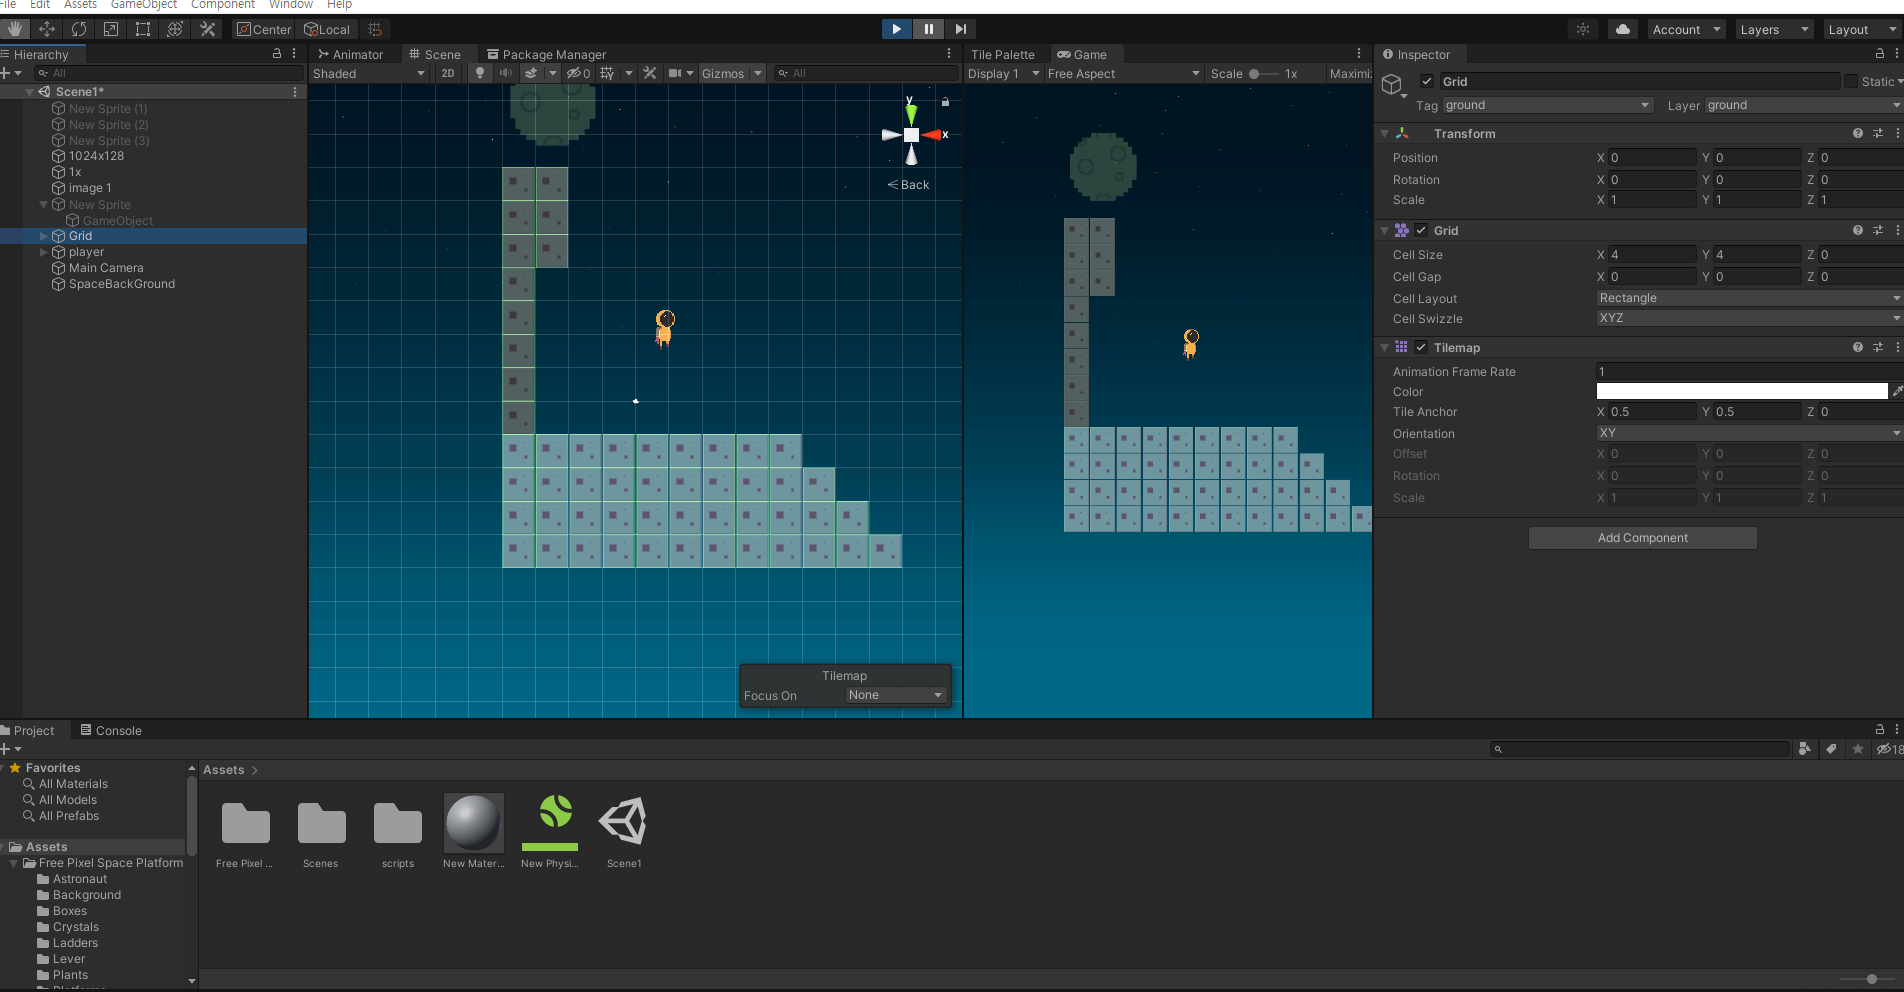 File Edit Assets GameObject Component Window Help
Center Local Account Layers Layout
Hierarchy
All
Scene1*
New Sprite (1)
New Sprite (2)
New Sprite (3)
1024x128
1x
image 1
New Sprite
GameObject
Grid
player
Main Camera
SpaceBackGround
Animator Scene Package Manager
Shaded 2D 0 Gizmos All
y
x
Back
Tilemap
Focus On None
Tile Palette Game
Display 1 Free Aspect Scale 1x Maximi
Inspector
Grid Static
Tag ground Layer ground
Transform
Position X 0 Y 0 Z 0
Rotation X 0 Y 0 Z 0
Scale X 1 Y 1 Z 1
Grid
Cell Size X 4 Y 4 Z 0
Cell Gap X 0 Y 0 Z 0
Cell Layout Rectangle
Cell Swizzle XYZ
Tilemap
Animation Frame Rate 1
Color
Tile Anchor X 0.5 Y 0.5 Z 0
Orientation XY
Offset X 0 Y 0 Z 0
Rotation X 0 Y 0 Z 0
Scale X 1 Y 1 Z 1
Add Component
Project Console
18
Favorites
All Materials
All Models
All Prefabs
Assets
Free Pixel Space Platform
Astronaut
Background
Boxes
Crystals
Ladders
Lever
Plants
Assets
Free Pixel ... Scenes scripts New Mater... New Physi... Scene1